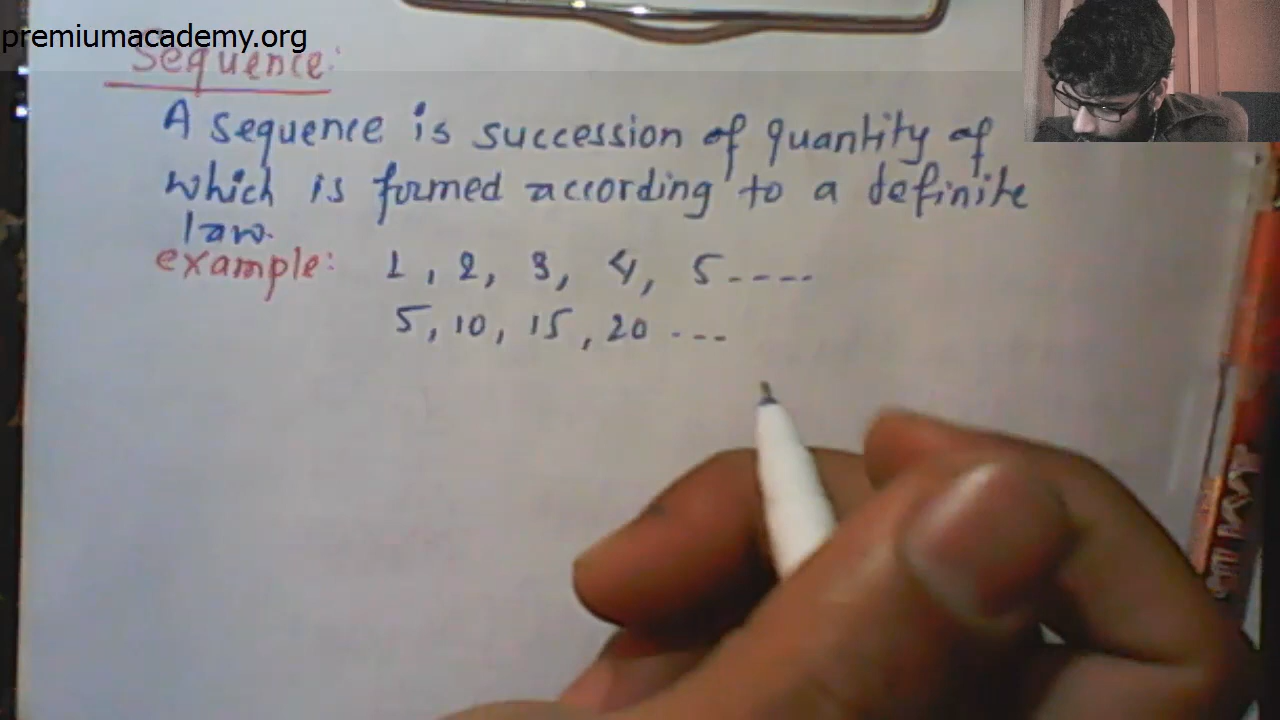 premiumacademy.org
Sequence:
A sequence is succession of quantity of
which is formed according to a definite
law.
example: 1, 2, 3, 4, 5----
5, 10, 15, 20 ---